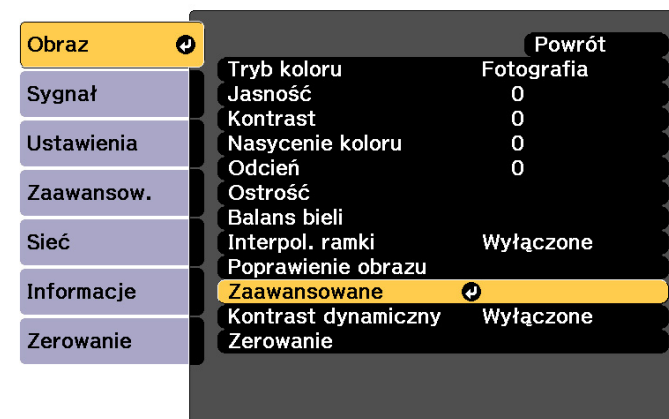 Obraz
Sygnał
Ustawienia
Zaawansow.
Sieć
Informacje
Zerowanie
Powrót
Tryb koloru Fotografia
Jasność 0
Kontrast 0
Nasycenie koloru 0
Odcień 0
Ostrość
Balans bieli
Interpol. ramki Wyłączone
Poprawienie obrazu
Zaawansowane
Kontrast dynamiczny Wyłączone
Zerowanie